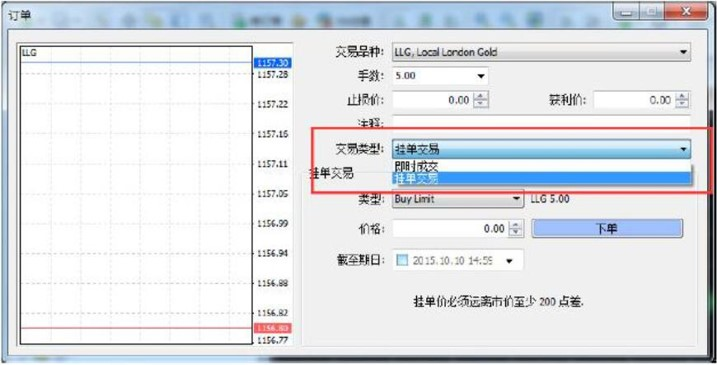 订单
LLG
1157.30
1157.28
1157.22
1157.16
1157.11
1157.05
1156.99
1156.94
1156.88
1156.82
1156.80
1156.77
交易品种: LLG, Local London Gold
手数: 5.00
止损价: 0.00 获利价: 0.00
注释:
交易类型: 挂单交易
即时成交
挂单交易
挂单交易
类型: Buy Limit LLG 5.00
价格: 0.00 下单
截至期日: 2015.10.10 14:59
挂单价必须远离市价至少 200 点差.